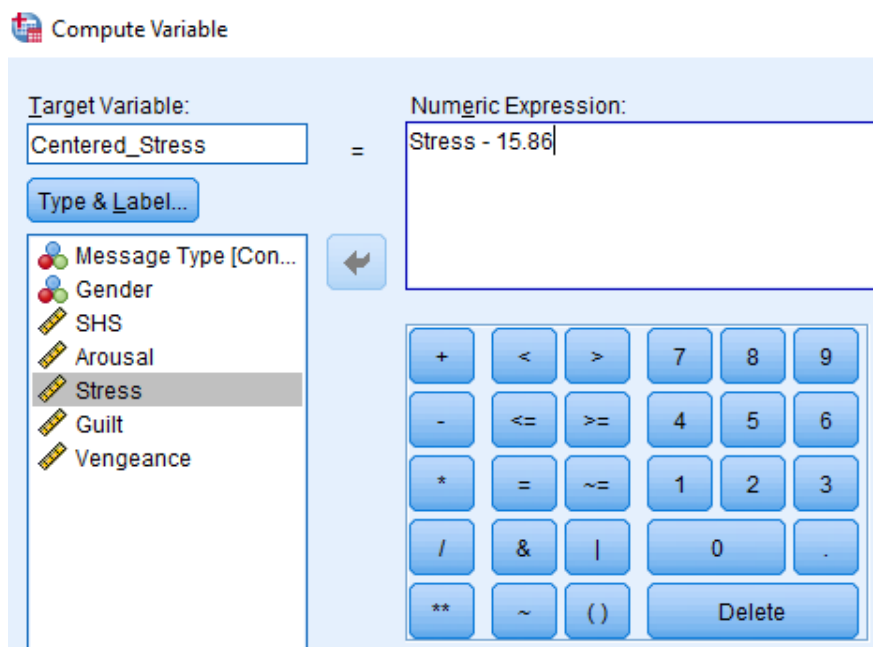 Compute Variable
Target Variable:
Centered_Stress
=
Numeric Expression:
Stress - 15.86
Type & Label...
Message Type [Con...
Gender
SHS
Arousal
Stress
Guilt
Vengeance
+ < > 7 8 9
- <= >= 4 5 6
* = ~= 1 2 3
/ & | 0 .
** ~ ( ) Delete